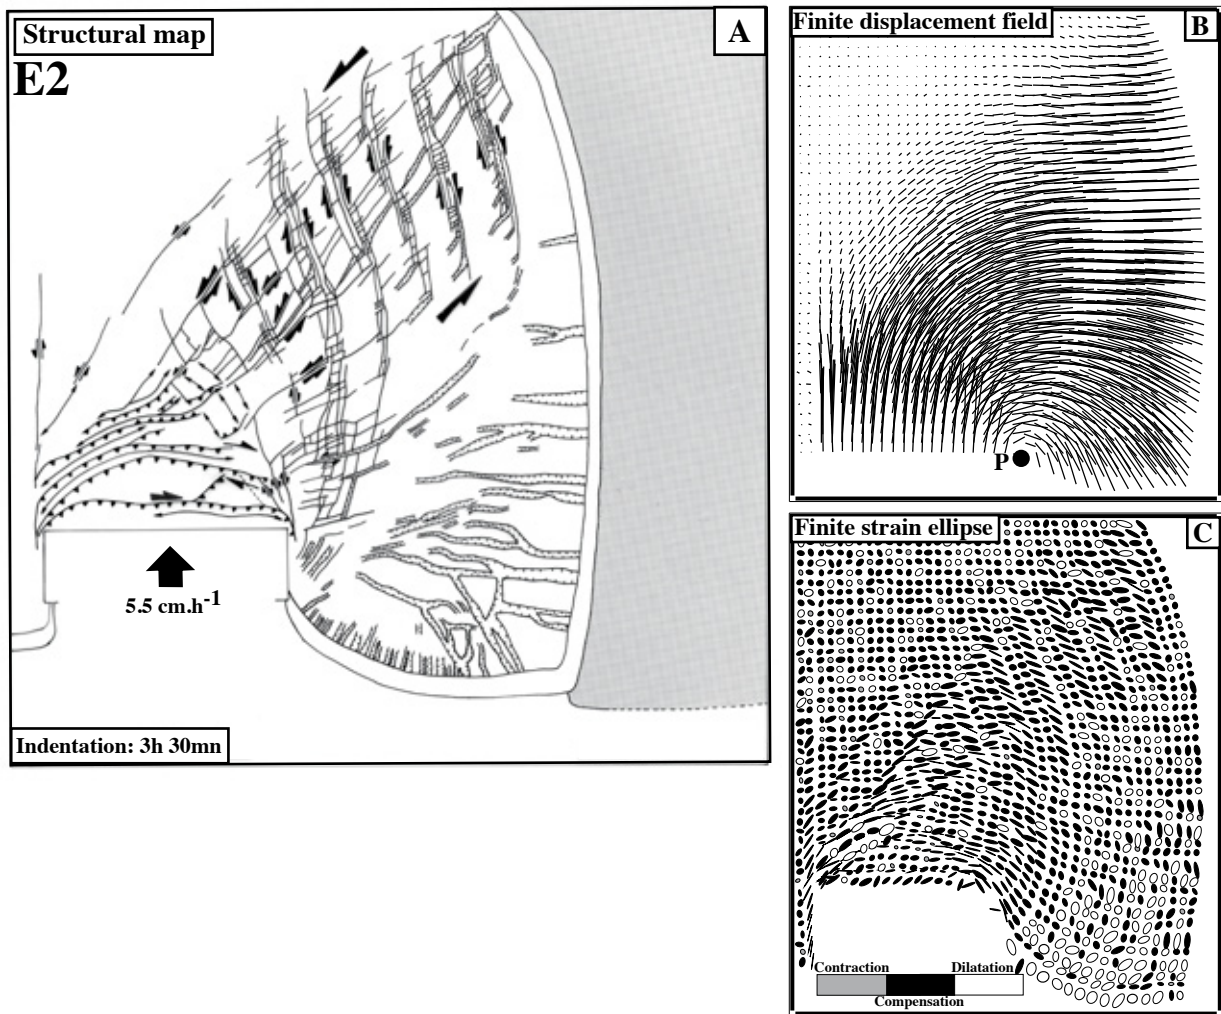 Structural map
A
E2
5.5 cm.h-1
Indentation: 3h 30mn
Finite displacement field
B
P
Finite strain ellipse
C
Contraction
Dilatation
Compensation